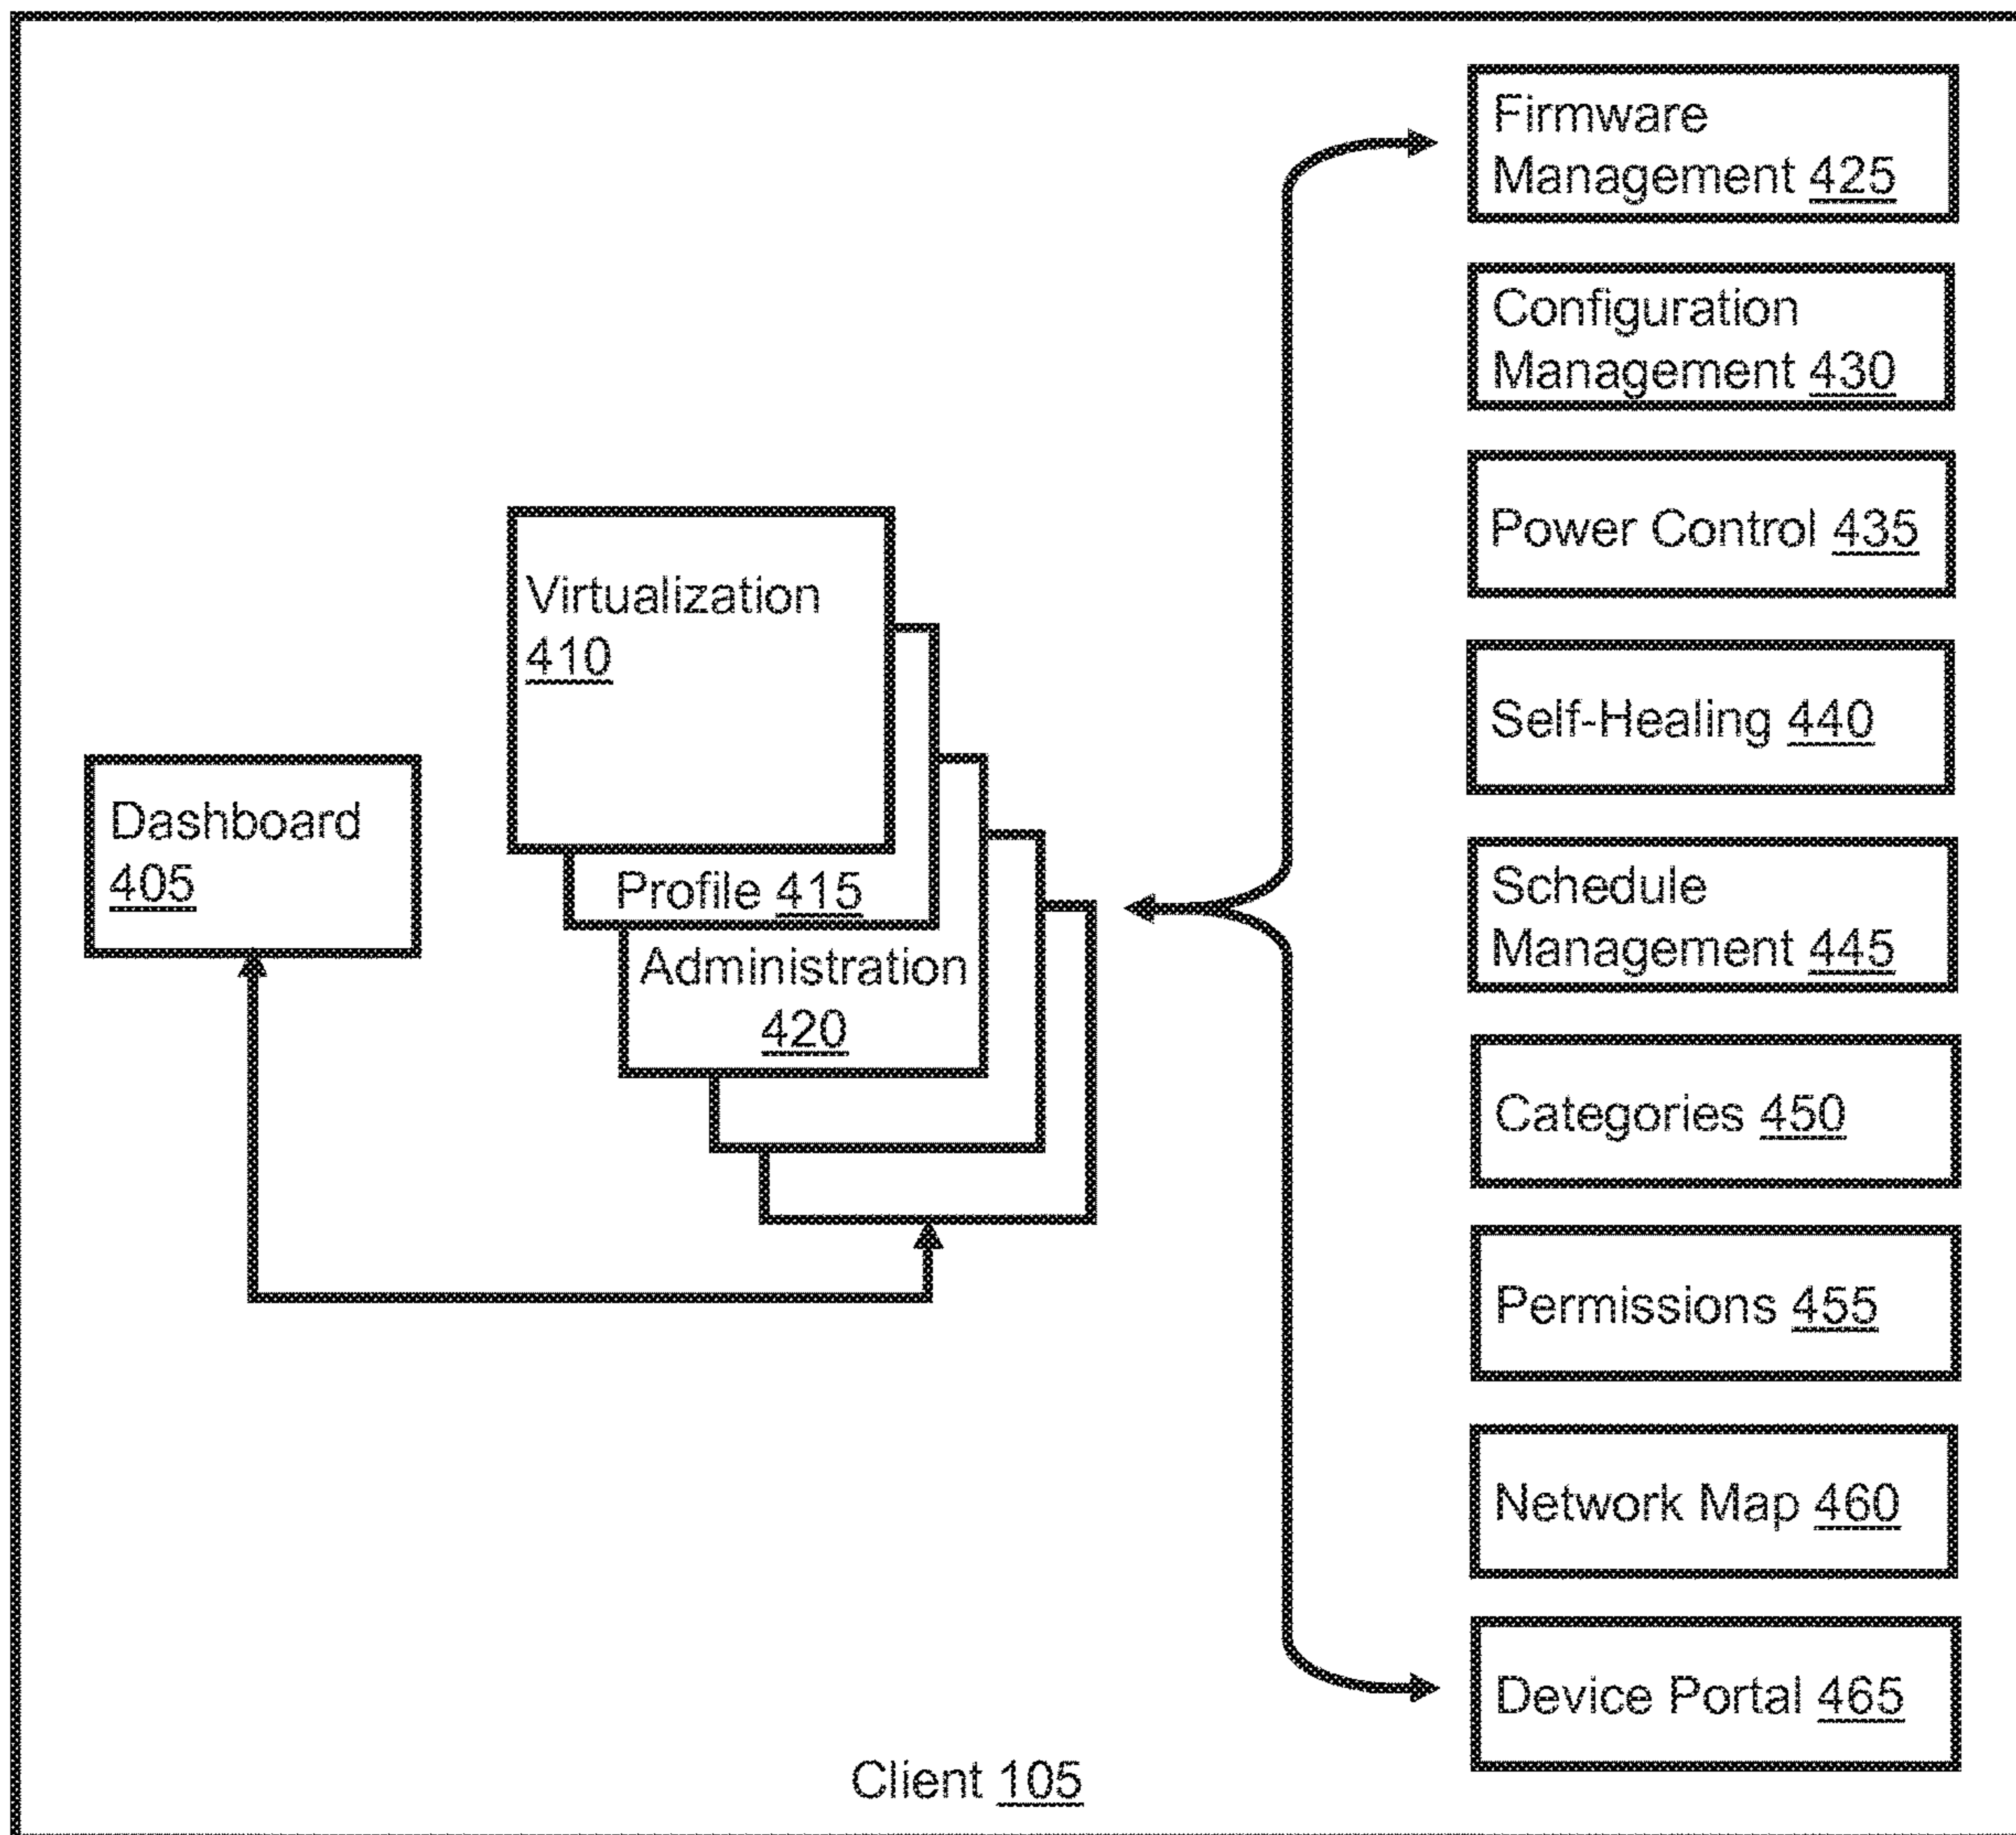 Dashboard
405
Virtualization
410
Profile 415
Administration
420
Firmware
Management 425
Configuration
Management 430
Power Control 435
Self-Healing 440
Schedule
Management 445
Categories 450
Permissions 455
Network Map 460
Device Portal 465
Client 105